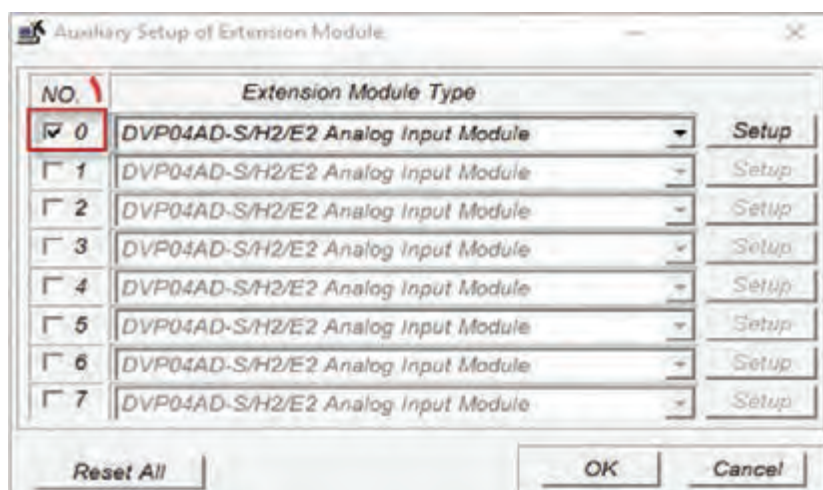 Auxiliary Setup of Extension Module
NO. 1 Extension Module Type
0 DVP04AD-S/H2/E2 Analog Input Module Setup
1 DVP04AD-S/H2/E2 Analog Input Module Setup
2 DVP04AD-S/H2/E2 Analog Input Module Setup
3 DVP04AD-S/H2/E2 Analog Input Module Setup
4 DVP04AD-S/H2/E2 Analog Input Module Setup
5 DVP04AD-S/H2/E2 Analog Input Module Setup
6 DVP04AD-S/H2/E2 Analog Input Module Setup
7 DVP04AD-S/H2/E2 Analog Input Module Setup
Reset All OK Cancel